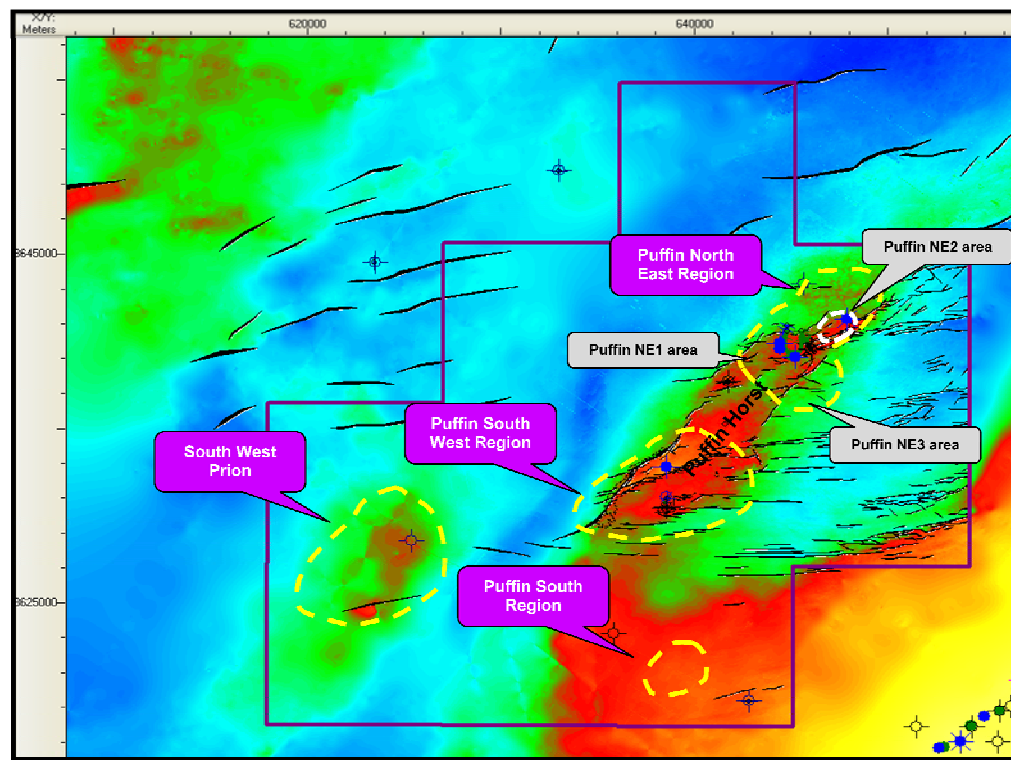 X/Y:
Meters
620000
640000
8645000
8625000
Puffin North
East Region
Puffin NE2 area
Puffin NE1 area
Puffin Horst
Puffin South
West Region
Puffin NE3 area
South West
Prion
Puffin South
Region